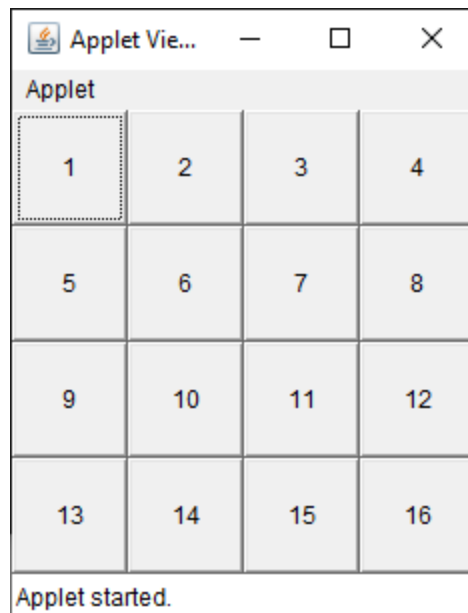 Applet Vie...
Applet
1 2 3 4
5 6 7 8
9 10 11 12
13 14 15 16
Applet started.